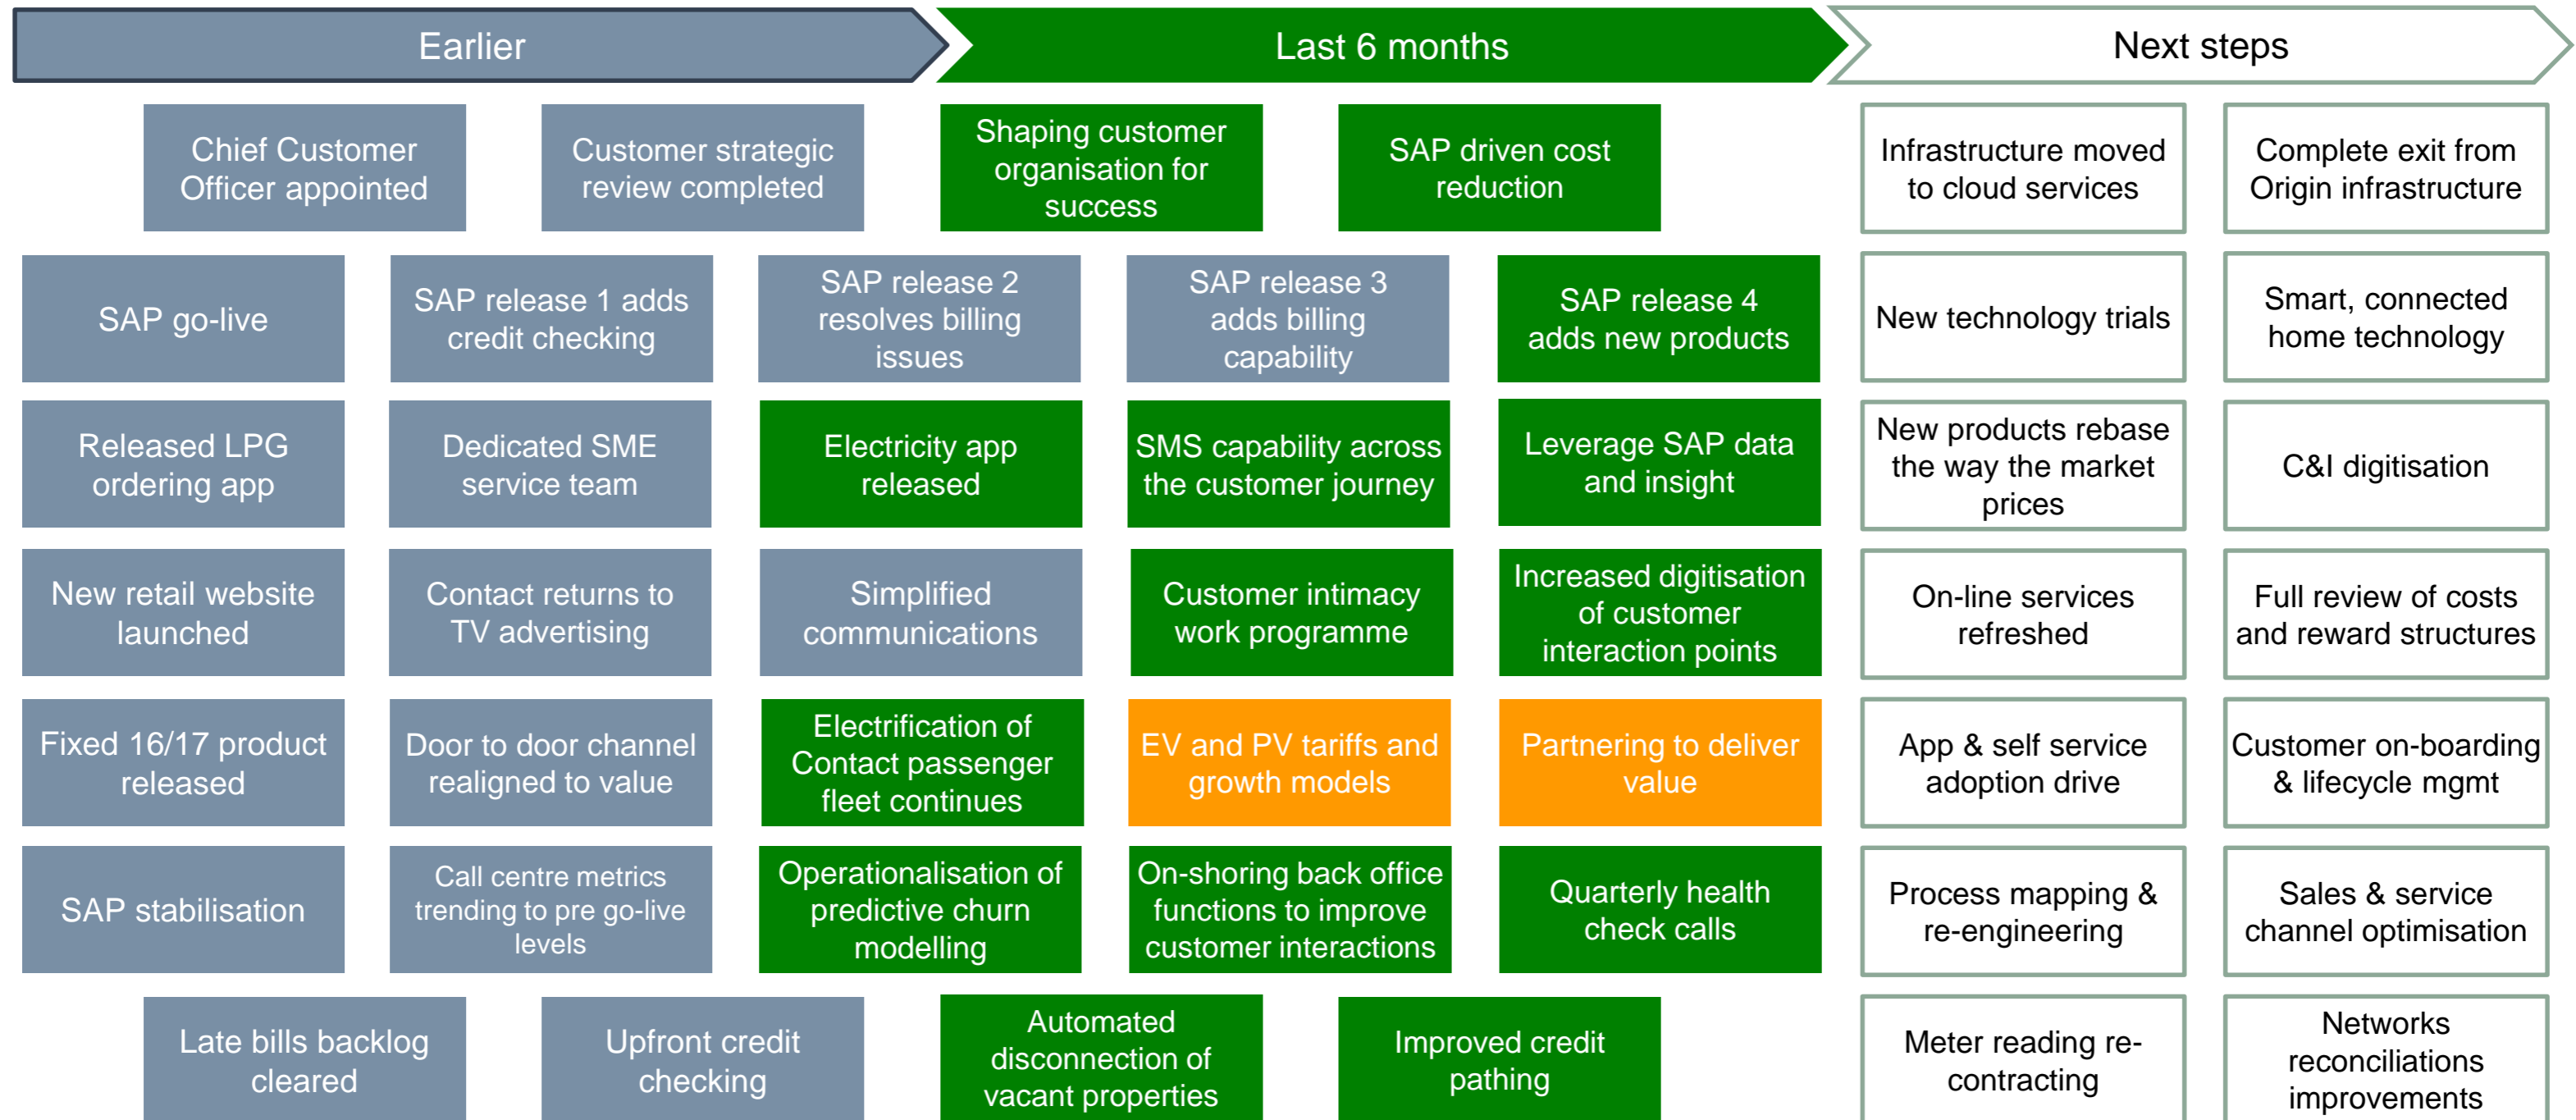 Earlier
Last 6 months
Next steps
Chief Customer
Officer appointed
Customer strategic
review completed
Shaping customer
organisation for
success
SAP driven cost
reduction
Infrastructure moved
to cloud services
Complete exit from
Origin infrastructure
SAP go-live
SAP release 1 adds
credit checking
SAP release 2
resolves billing
issues
SAP release 3
adds billing
capability
SAP release 4
adds new products
New technology trials
Smart, connected
home technology
Released LPG
ordering app
Dedicated SME
service team
Electricity app
released
SMS capability across
the customer journey
Leverage SAP data
and insight
New products rebase
the way the market
prices
C&I digitisation
New retail website
launched
Contact returns to
TV advertising
Simplified
communications
Customer intimacy
work programme
Increased digitisation
of customer
interaction points
On-line services
refreshed
Full review of costs
and reward structures
Fixed 16/17 product
released
Door to door channel
realigned to value
Electrification of
Contact passenger
fleet continues
EV and PV tariffs and
growth models
Partnering to deliver
value
App & self service
adoption drive
Customer on-boarding
& lifecycle mgmt
SAP stabilisation
Call centre metrics
trending to pre go-live
levels
Operationalisation of
predictive churn
modelling
On-shoring back office
functions to improve
customer interactions
Quarterly health
check calls
Process mapping &
re-engineering
Sales & service
channel optimisation
Late bills backlog
cleared
Upfront credit
checking
Automated
disconnection of
vacant properties
Improved credit
pathing
Meter reading re-
contracting
Networks
reconciliations
improvements